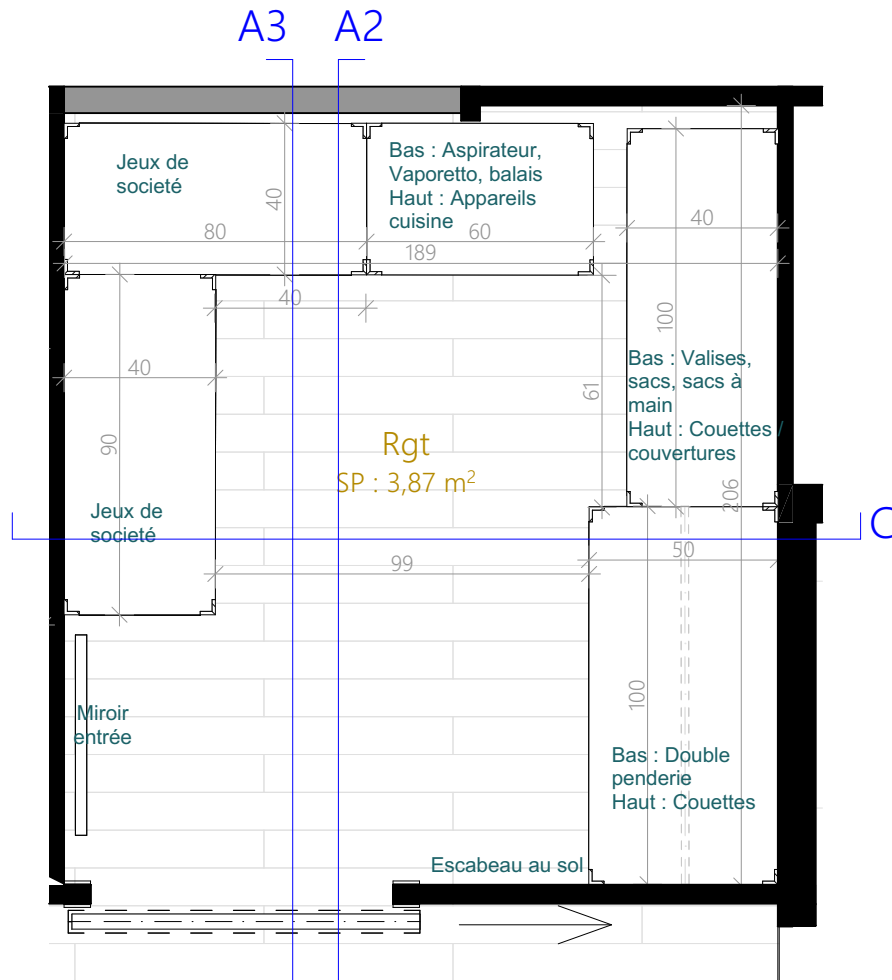 A3
A2
Jeux de
societé
Bas : Aspirateur,
Vaporetto, balais
Haut : Appareils
cuisine
40
80
60
189
40
40
100
40
90
61
Bas : Valises,
sacs, sacs à
main
Haut : Couettes /
couvertures
206
Rgt
SP : 3,87 m²
Jeux de
societé
C
99
50
100
Miroir
entrée
Bas : Double
penderie
Haut : Couettes
Escabeau au sol